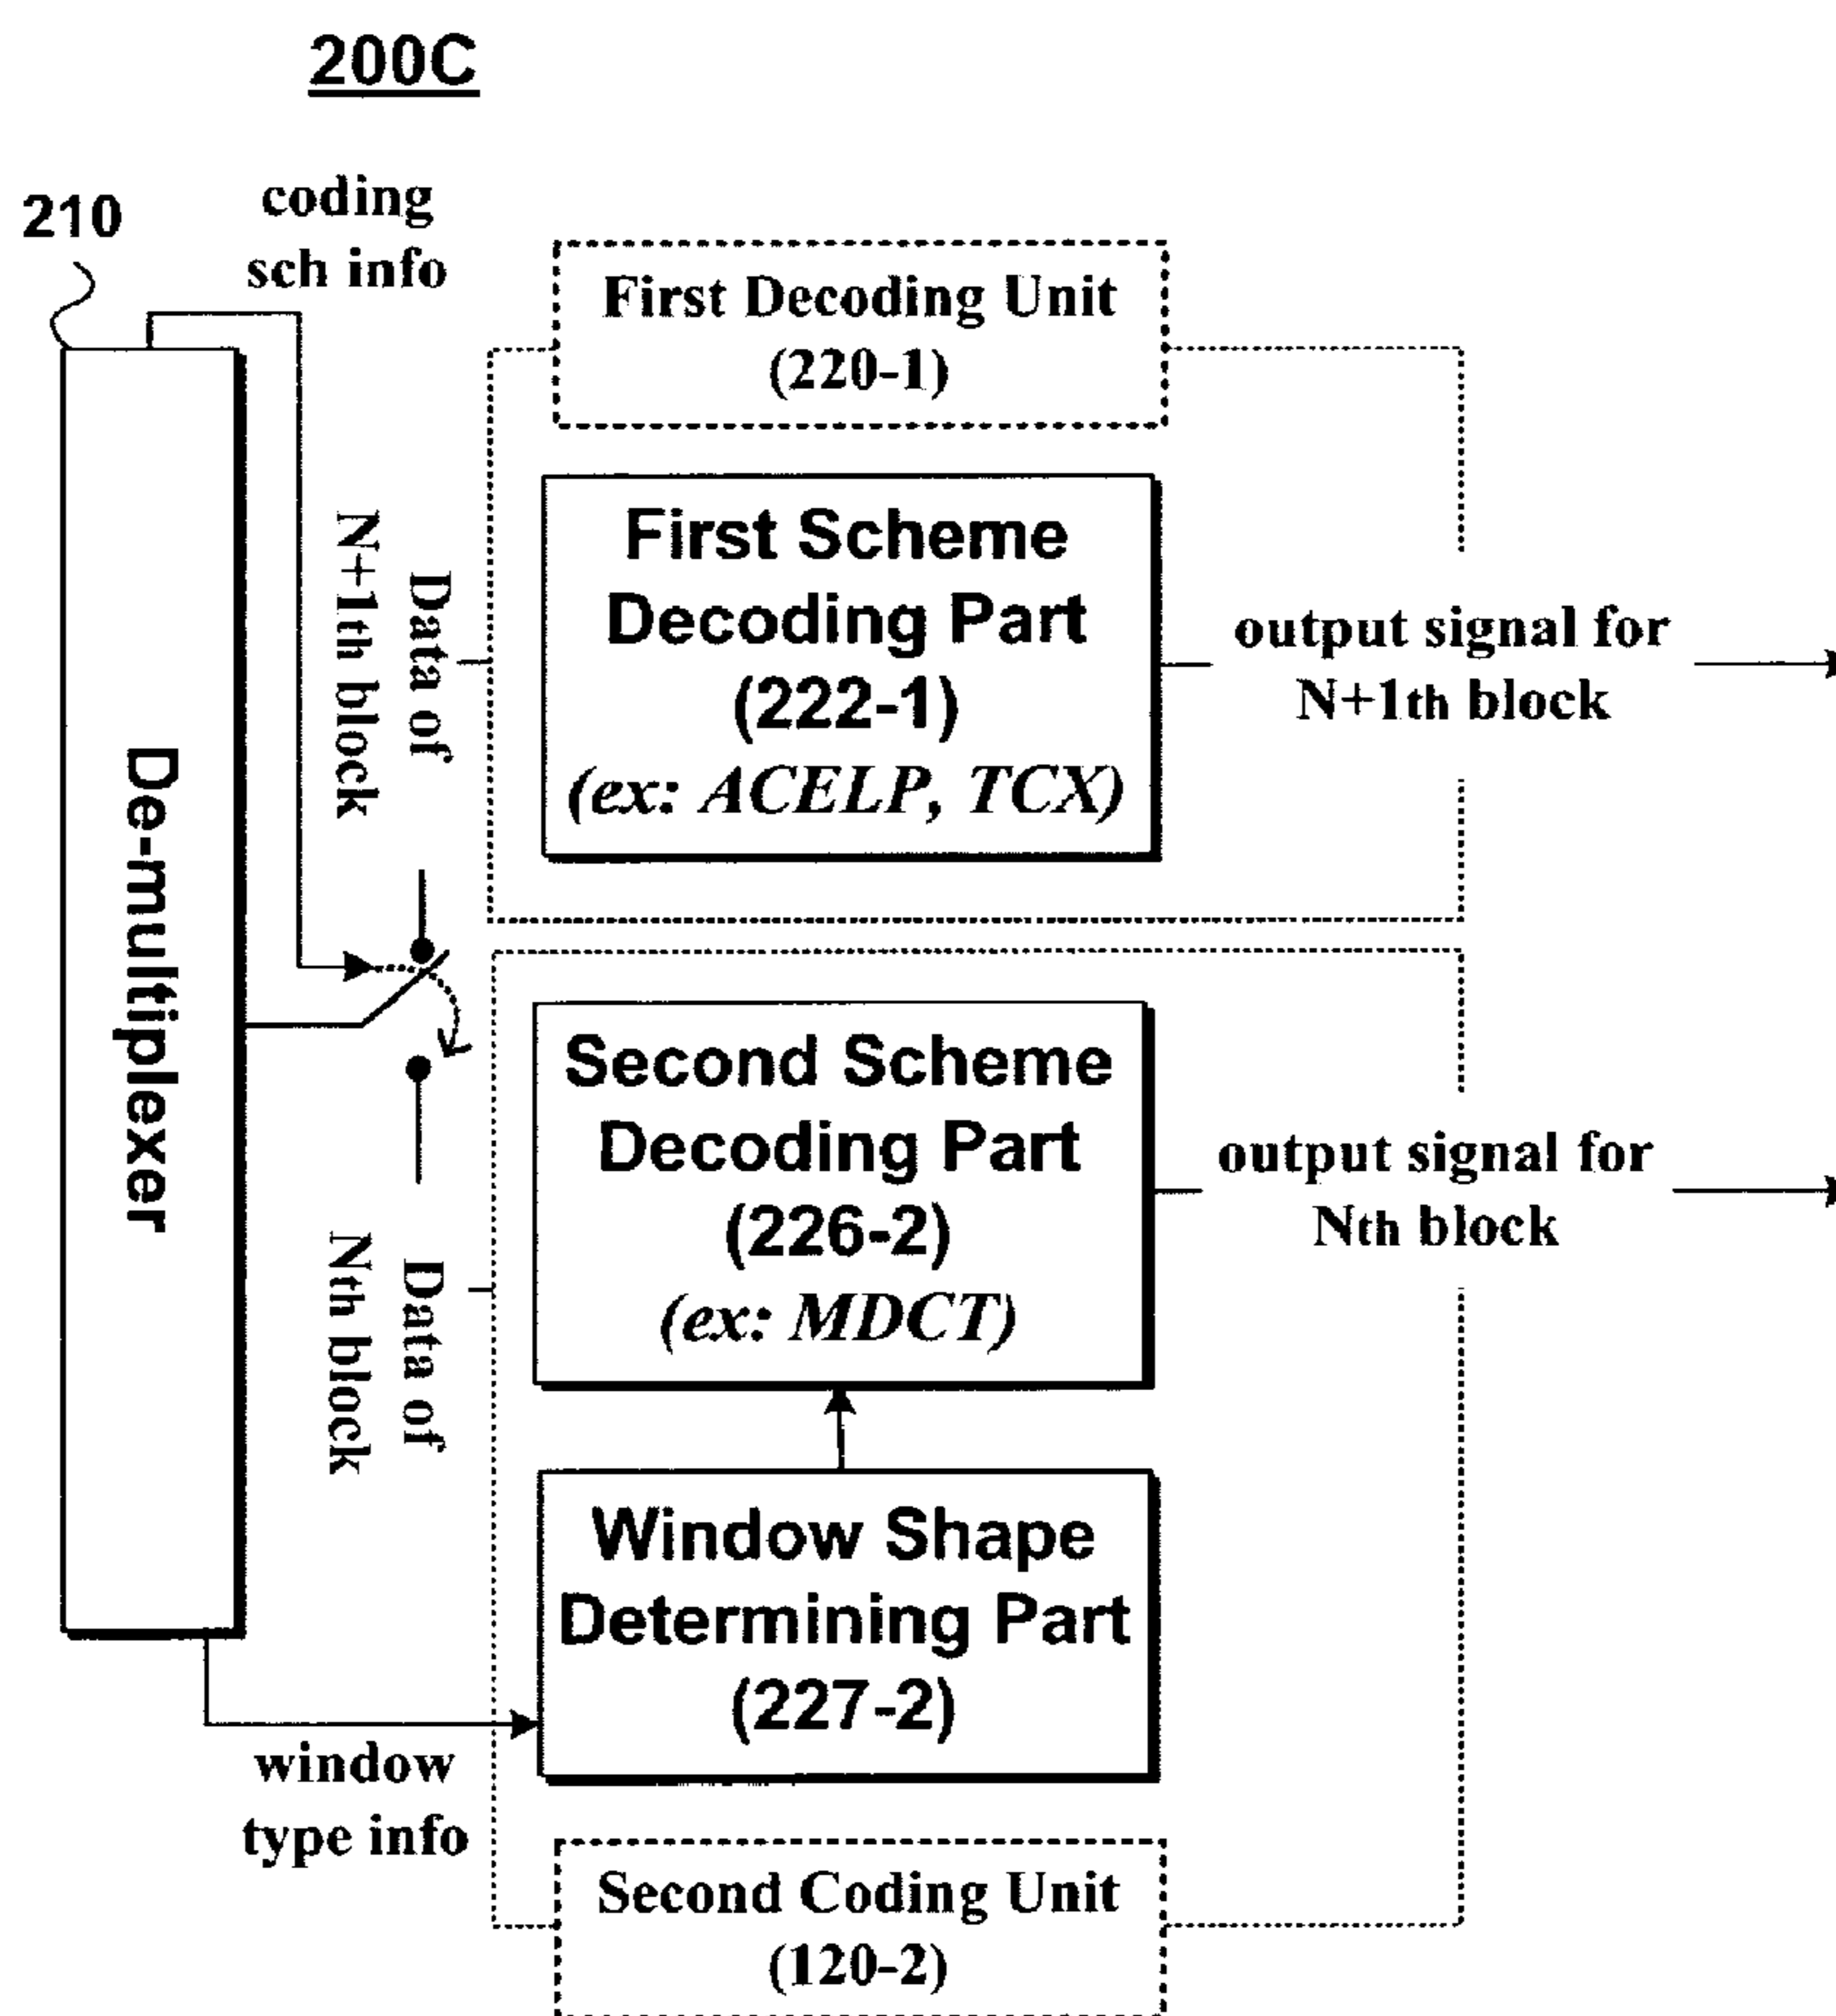 200C
210
coding
sch info
First Decoding Unit
(220-1)
De-multiplexer
Data of
N+1th block
First Scheme
Decoding Part
(222-1)
(ex: ACELP, TCX)
output signal for
N+1th block
Data of
Nth block
Second Scheme
Decoding Part
(226-2)
(ex: MDCT)
output signal for
Nth block
Window Shape
Determining Part
(227-2)
window
type info
Second Coding Unit
(120-2)